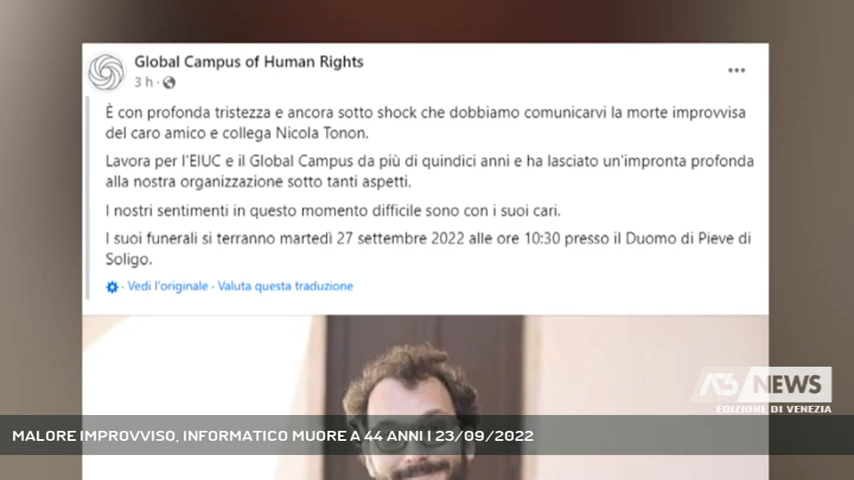 Global Campus of Human Rights
3 h ·
È con profonda tristezza e ancora sotto shock che dobbiamo comunicarvi la morte improvvisa
del caro amico e collega Nicola Tonon.
Lavora per l'EIUC e il Global Campus da più di quindici anni e ha lasciato un'impronta profonda
alla nostra organizzazione sotto tanti aspetti.
I nostri sentimenti in questo momento difficile sono con i suoi cari.
I suoi funerali si terranno martedì 27 settembre 2022 alle ore 10:30 presso il Duomo di Pieve di
Soligo.
· Vedi l'originale · Valuta questa traduzione
A3 NEWS
EDIZIONE DI VENEZIA
MALORE IMPROVVISO, INFORMATICO MUORE A 44 ANNI | 23/09/2022